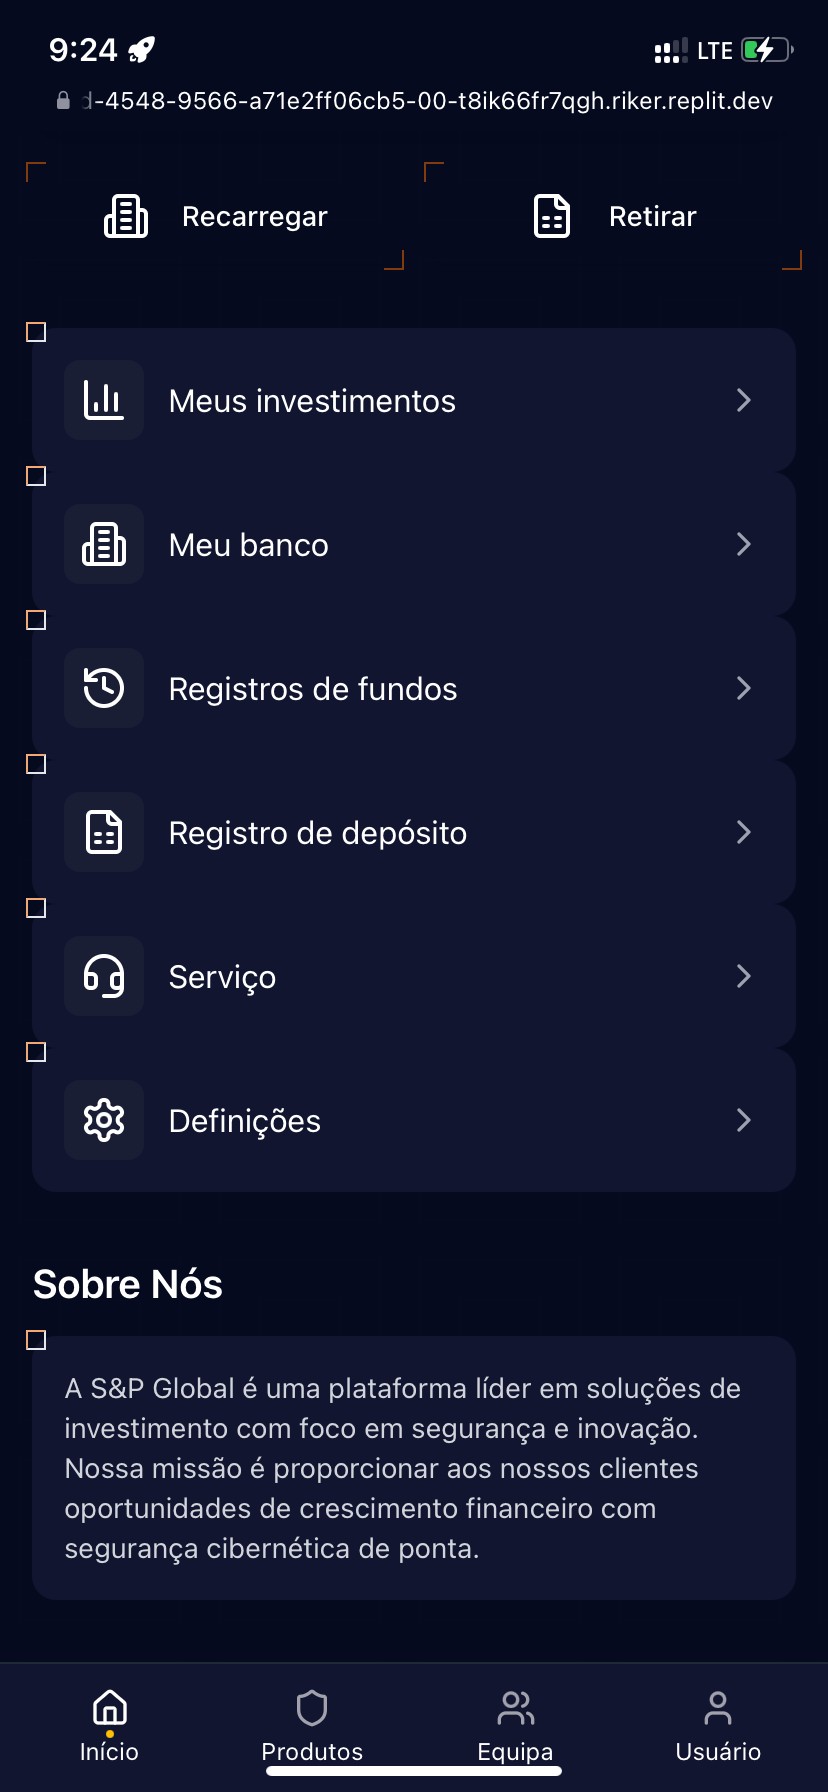 9:24
LTE
d-4548-9566-a71e2ff06cb5-00-t8ik66fr7qgh.riker.replit.dev
Recarregar
Retirar
Meus investimentos
Meu banco
Registros de fundos
Registro de depósito
Serviço
Definições
Sobre Nós
A S&P Global é uma plataforma líder em soluções de
investimento com foco em segurança e inovação.
Nossa missão é proporcionar aos nossos clientes
oportunidades de crescimento financeiro com
segurança cibernética de ponta.
Início
Produtos
Equipa
Usuário